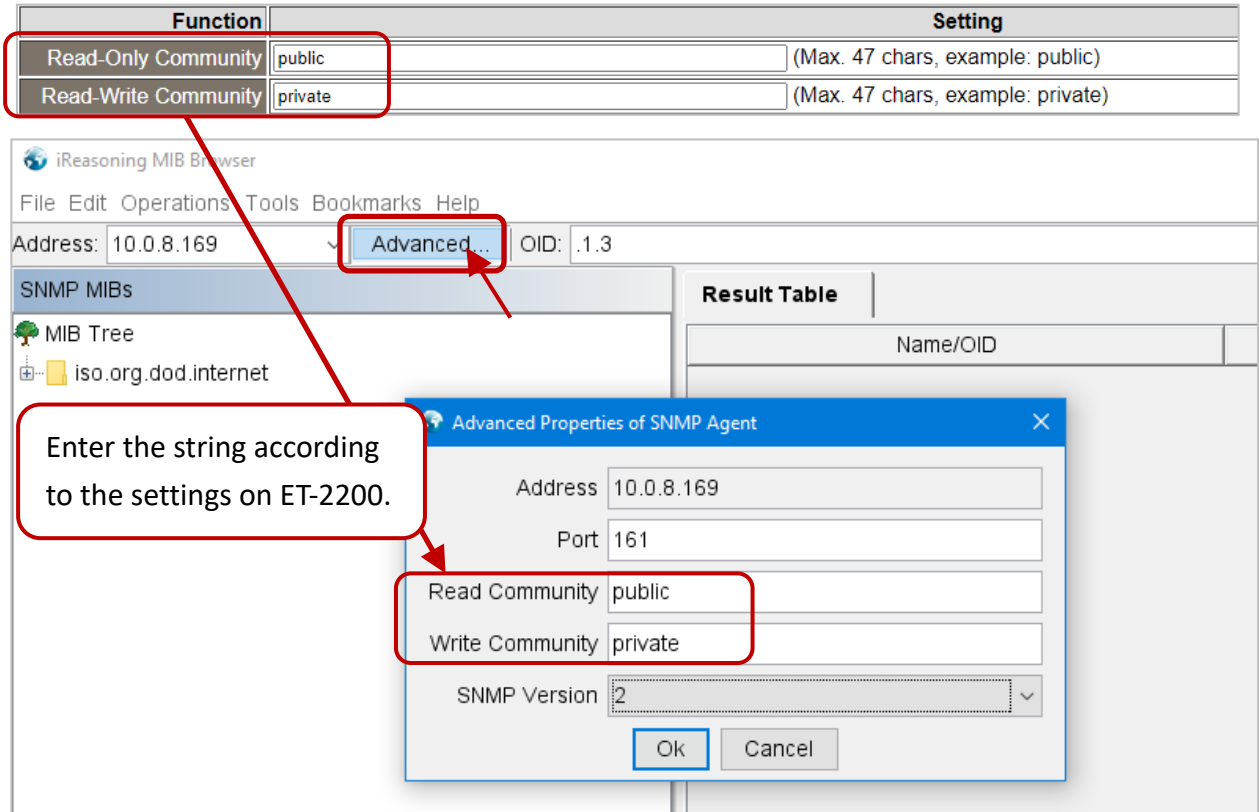 Function Setting
Read-Only Community public (Max. 47 chars, example: public)
Read-Write Community private (Max. 47 chars, example: private)
iReasoning MIB Browser
File Edit Operations Tools Bookmarks Help
Address: 10.0.8.169 Advanced... OID: .1.3
SNMP MIBs
Result Table
MIB Tree
Name/OID
iso.org.dod.internet
Enter the string according
to the settings on ET-2200.
Advanced Properties of SNMP Agent
Address 10.0.8.169
Port 161
Read Community public
Write Community private
SNMP Version 2
Ok Cancel